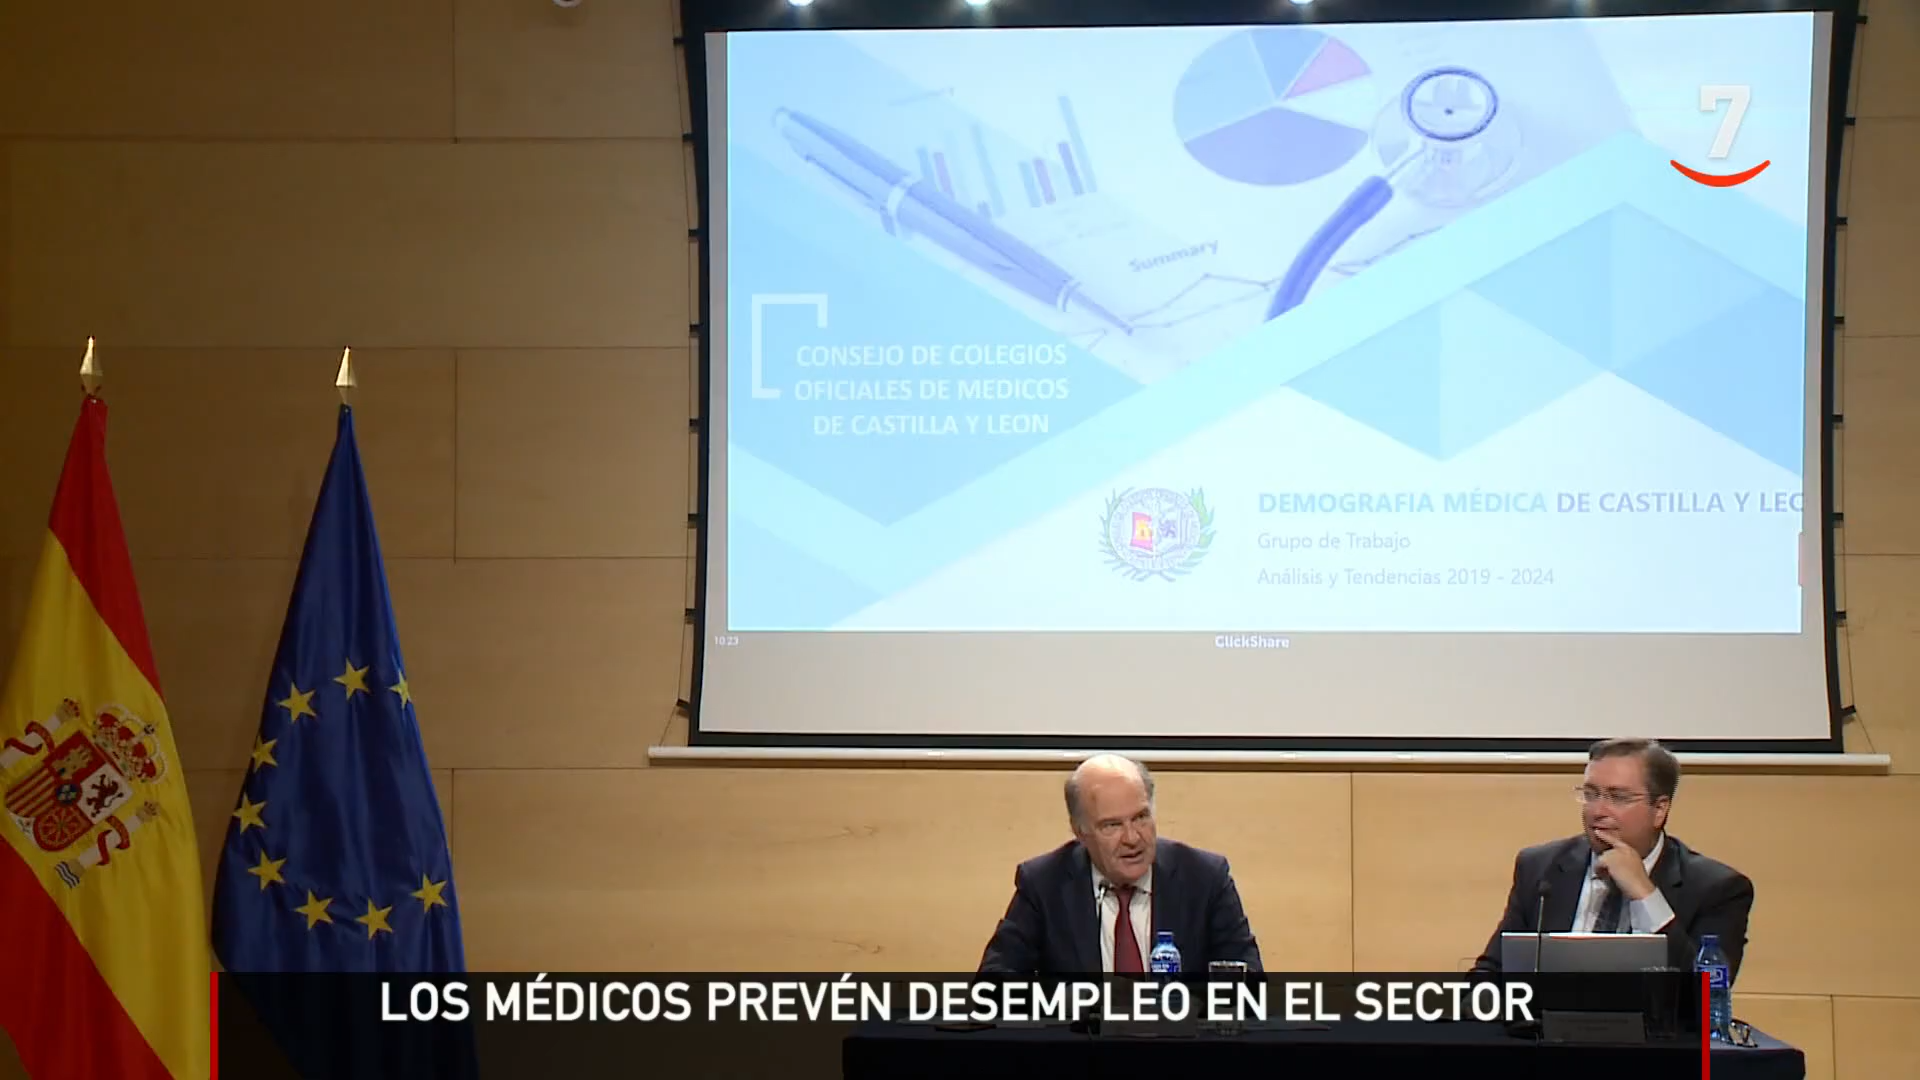 7
Summary
CONSEJO DE COLEGIOS
OFICIALES DE MEDICOS
DE CASTILLA Y LEON
DEMOGRAFIA MÉDICA DE CASTILLA Y LEO
Grupo de Trabajo
Análisis y Tendencias 2019 - 2024
10:23
ClickShare
LOS MÉDICOS PREVÉN DESEMPLEO EN EL SECTOR